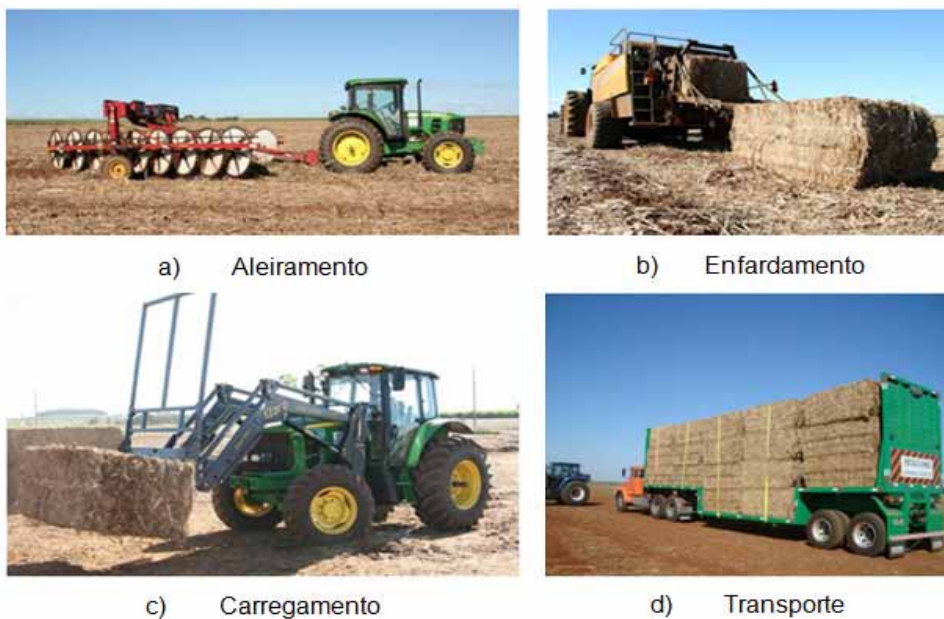 a) Aleiramento
b) Enfardamento
c) Carregamento
d) Transporte